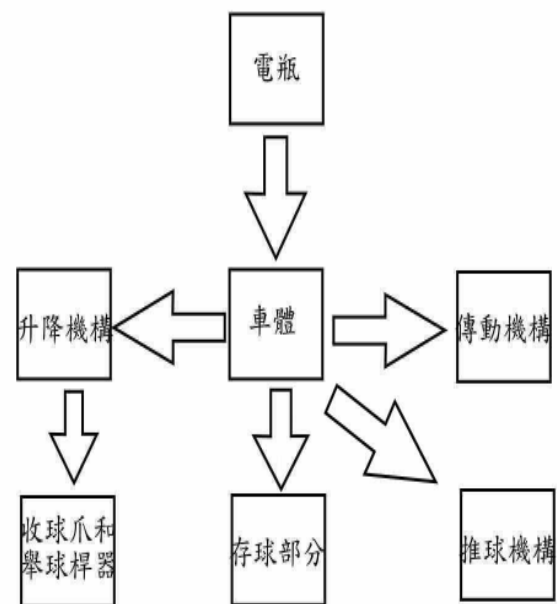 電瓶
升降機構
車體
傳動機構
收球爪和
舉球桿器
存球部分
推球機構